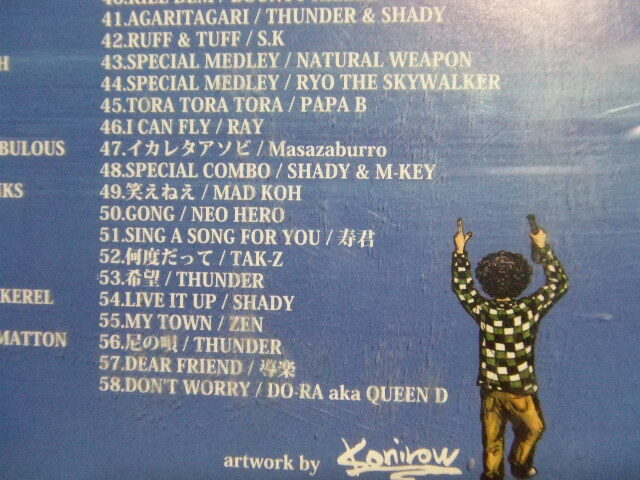 41.AGARITAGARI / THUNDER & SHADY
42.RUFF & TUFF / S.K
43.SPECIAL MEDLEY / NATURAL WEAPON
44.SPECIAL MEDLEY / RYO THE SKYWALKER
45.TORA TORA TORA / PAPA B
46.I CAN FLY / RAY
47.イカレタアソビ / Masazaburro
48.SPECIAL COMBO / SHADY & M-KEY
49.笑えねえ / MAD KOH
50.GONG / NEO HERO
51.SING A SONG FOR YOU / 寿君
52.何度だって / TAK-Z
53.希望 / THUNDER
54.LIVE IT UP / SHADY
55.MY TOWN / ZEN
56.尼の唄 / THUNDER
57.DEAR FRIEND / 導楽
58.DON'T WORRY / DO-RA aka QUEEN D
H
BULOUS
NKS
KEREL
MATTON
artwork by Konirow